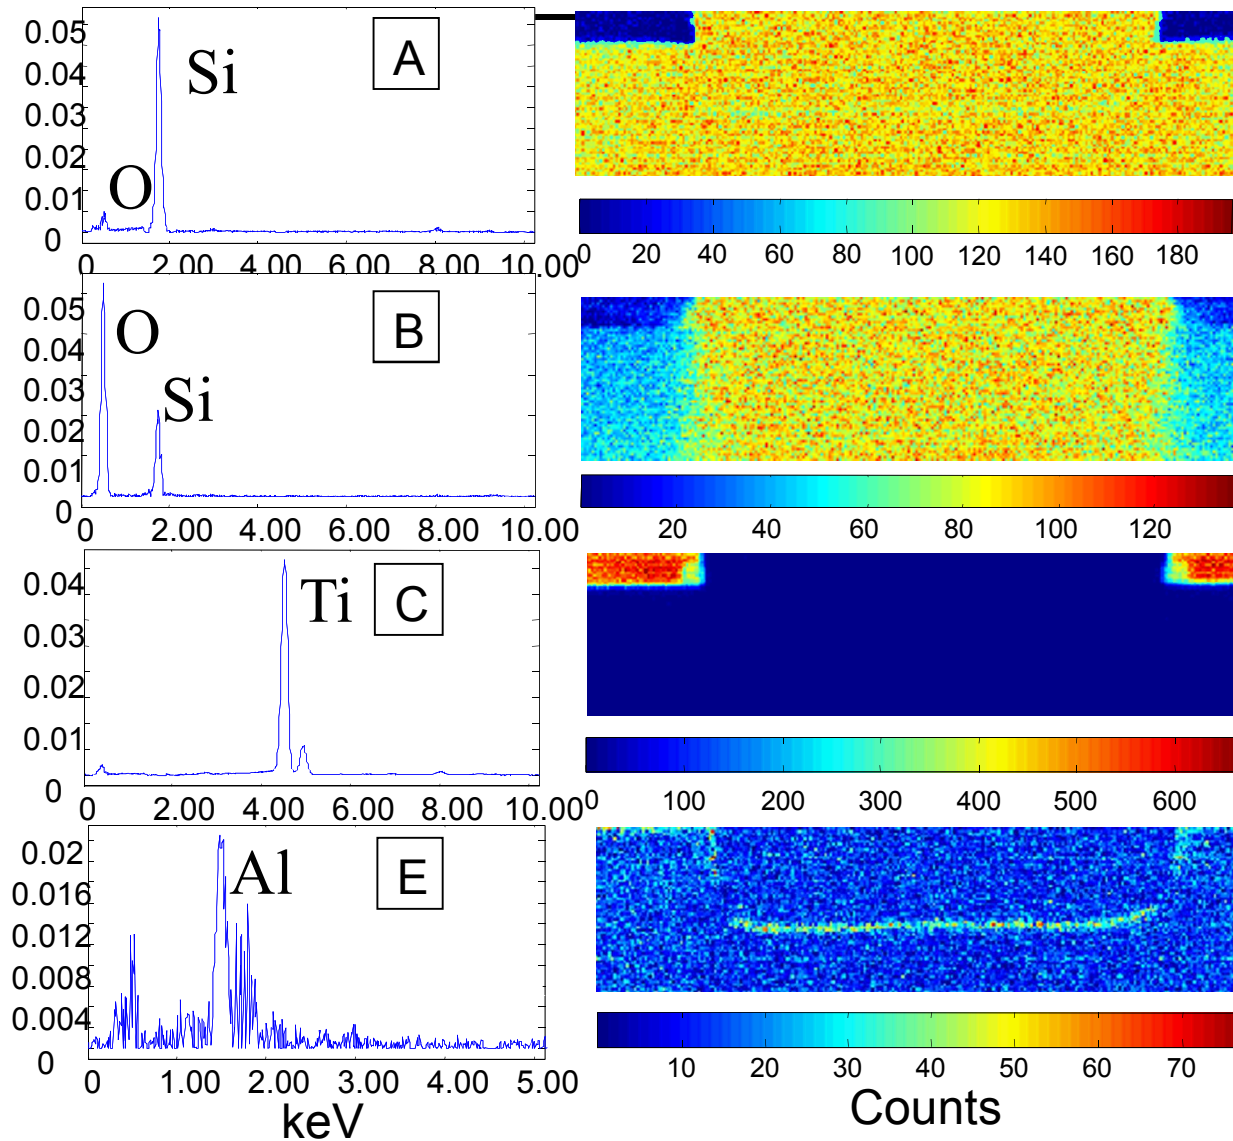 0.05
0.04
0.03
0.02
0.01
0
Si
O
A
0 2.00 4.00 6.00 8.00 10.00
0 20 40 60 80 100 120 140 160 180
0.05
0.04
0.03
0.02
0.01
0
O
Si
B
0 2.00 4.00 6.00 8.00 10.00
20 40 60 80 100 120
0.04
0.03
0.02
0.01
0
Ti
C
0 2.00 4.00 6.00 8.00 10.00
0 100 200 300 400 500 600
0.02
0.016
0.012
0.008
0.004
0
Al
E
0 1.00 2.00 3.00 4.00 5.00
keV
10 20 30 40 50 60 70
Counts